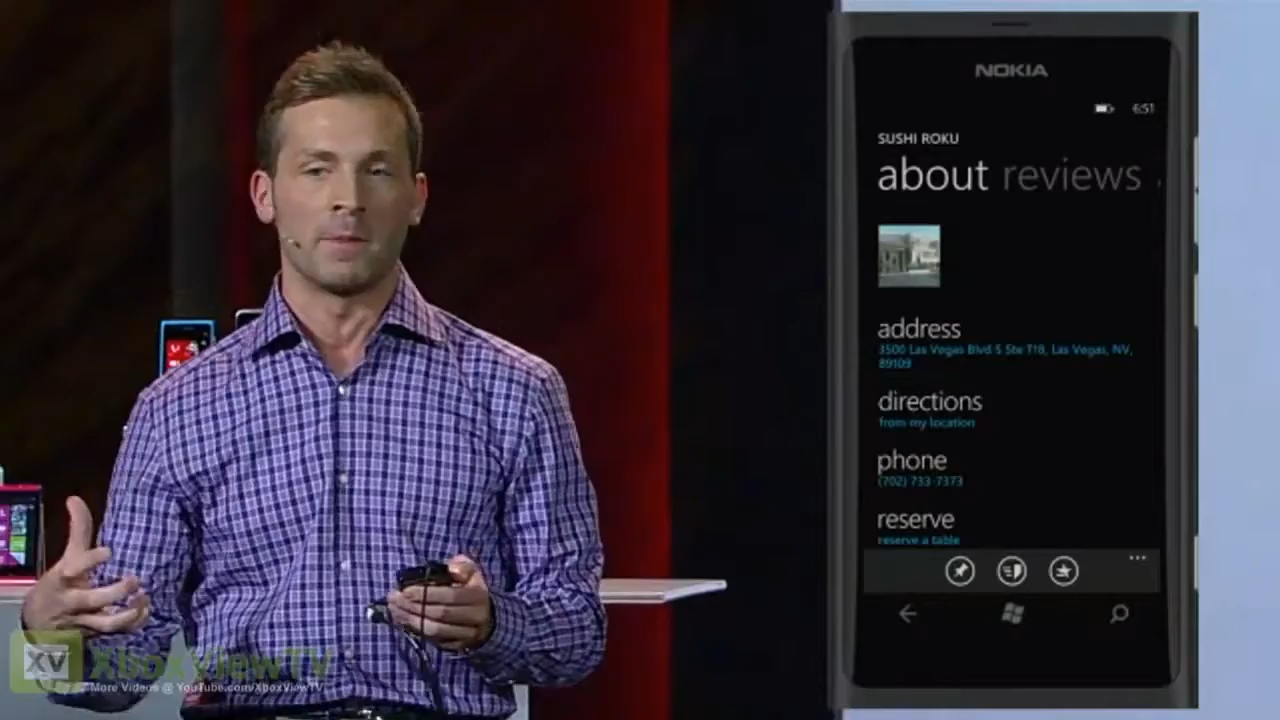 NOKIA
6:51
SUSHI ROKU
about reviews
address
3500 Las Vegas Blvd S Ste T18, Las Vegas, NV,
89109
directions
from my location
phone
(702) 733-7373
reserve
reserve a table
XV XboxViewTV
More Videos @ YouTube.com/XboxViewTV